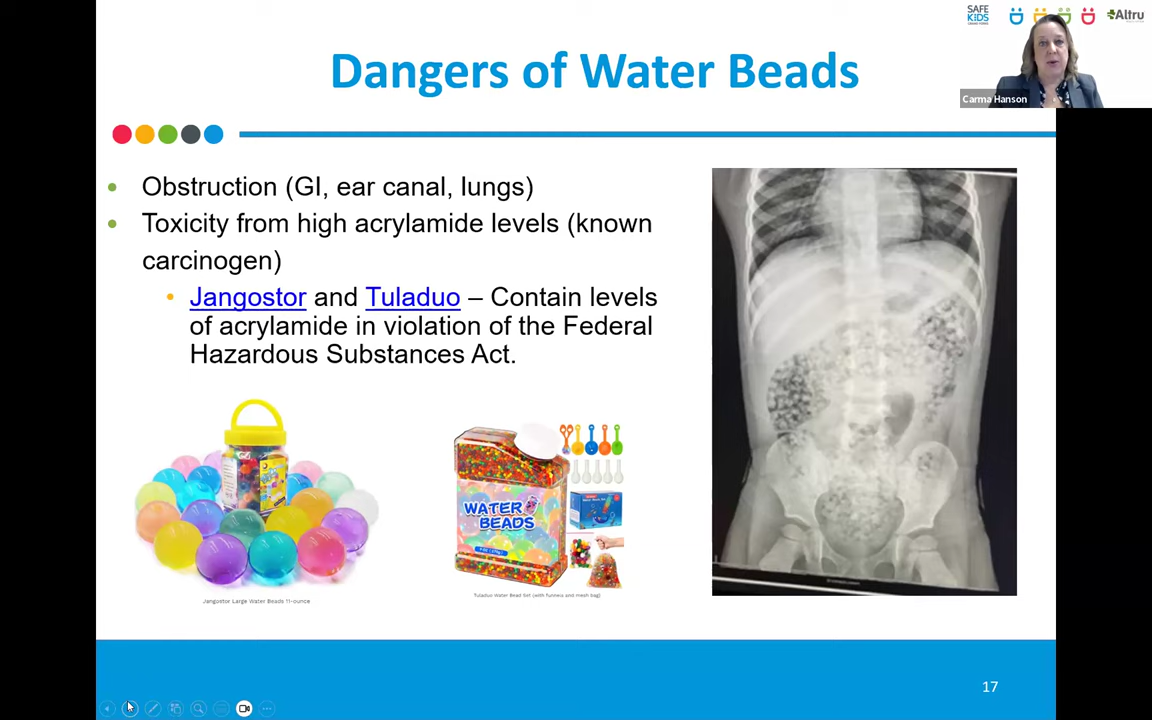 SAFE
KIDS
Altru
Dangers of Water Beads
Carma Hanson
• Obstruction (GI, ear canal, lungs)
• Toxicity from high acrylamide levels (known
carcinogen)
• Jangostor and Tuladuo – Contain levels
of acrylamide in violation of the Federal
Hazardous Substances Act.
WATER
BEADS
Jangostor Large Water Beads 11-ounce
Tuladuo Water Bead Set (with funnels and mesh bag)
17